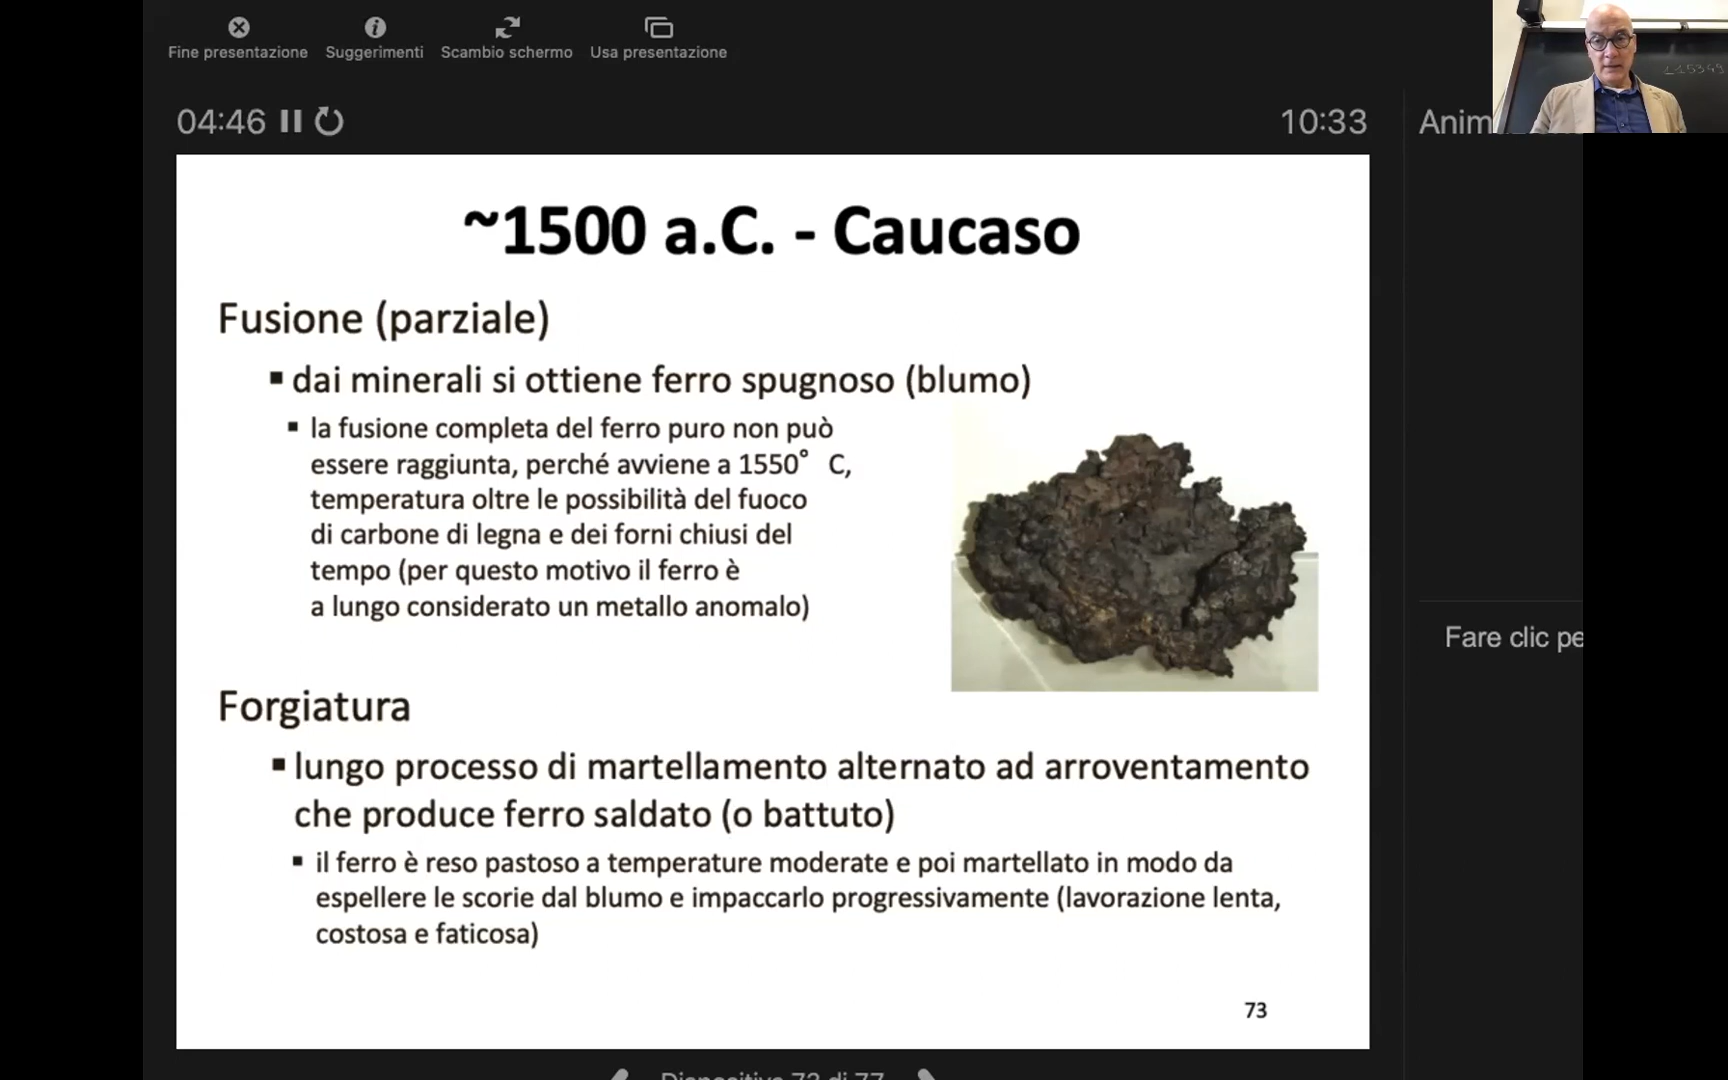 Fine presentazione
Suggerimenti
Scambio schermo
Usa presentazione
04:46
10:33
Anim
~1500 a.C. - Caucaso
Fusione (parziale)
▪ dai minerali si ottiene ferro spugnoso (blumo)
▪ la fusione completa del ferro puro non può
essere raggiunta, perché avviene a 1550° C,
temperatura oltre le possibilità del fuoco
di carbone di legna e dei forni chiusi del
tempo (per questo motivo il ferro è
a lungo considerato un metallo anomalo)
Forgiatura
▪ lungo processo di martellamento alternato ad arroventamento
che produce ferro saldato (o battuto)
▪ il ferro è reso pastoso a temperature moderate e poi martellato in modo da
espellere le scorie dal blumo e impaccarlo progressivamente (lavorazione lenta,
costosa e faticosa)
73
Fare clic pe
Diapositiva 73 di 77